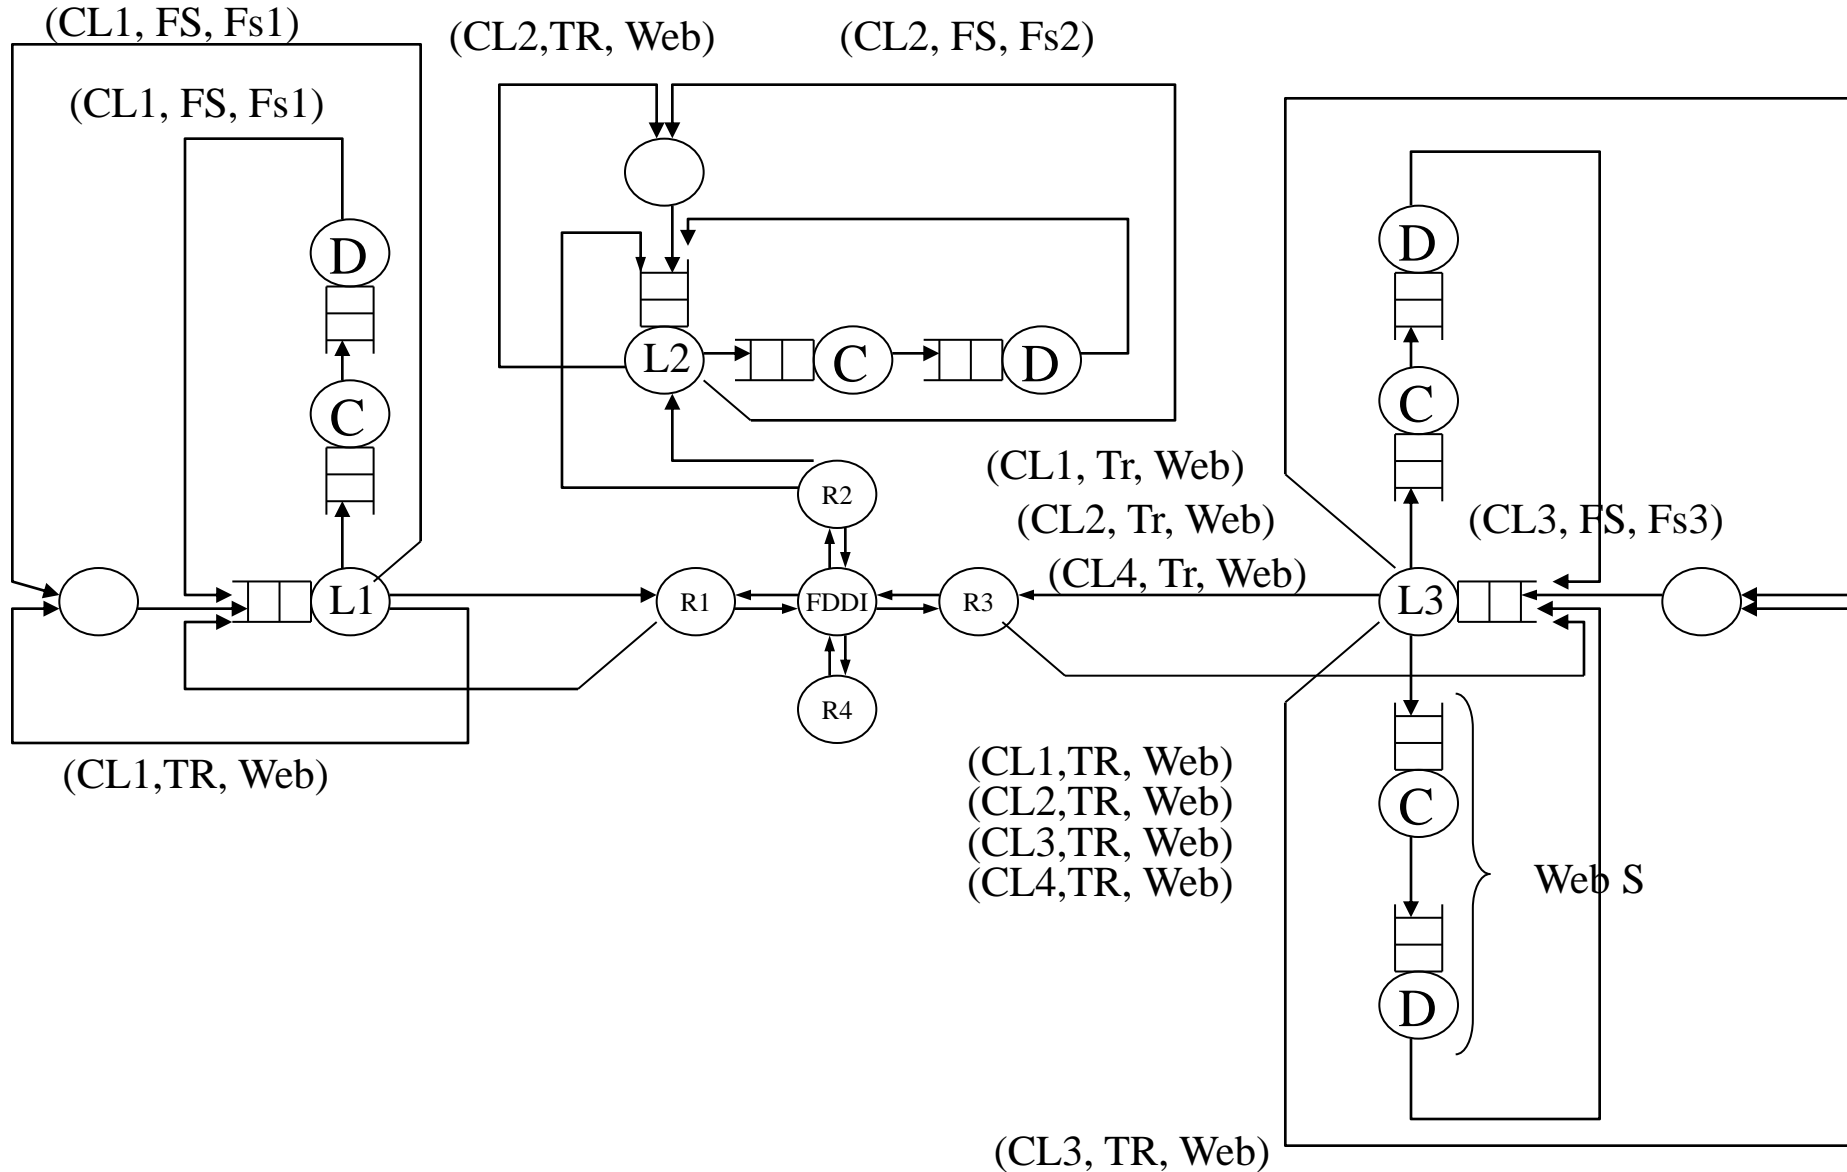 (CL1, FS, Fs1)
(CL2,TR, Web)
(CL2, FS, Fs2)
(CL1, FS, Fs1)
D
D
L2
C
D
C
C
(CL1, Tr, Web)
R2
(CL2, Tr, Web)
(CL3, FS, Fs3)
(CL4, Tr, Web)
L1
R1
FDDI
R3
L3
R4
(CL1,TR, Web)
(CL1,TR, Web)
(CL2,TR, Web)
C
(CL3,TR, Web)
(CL4,TR, Web)
Web S
D
(CL3, TR, Web)